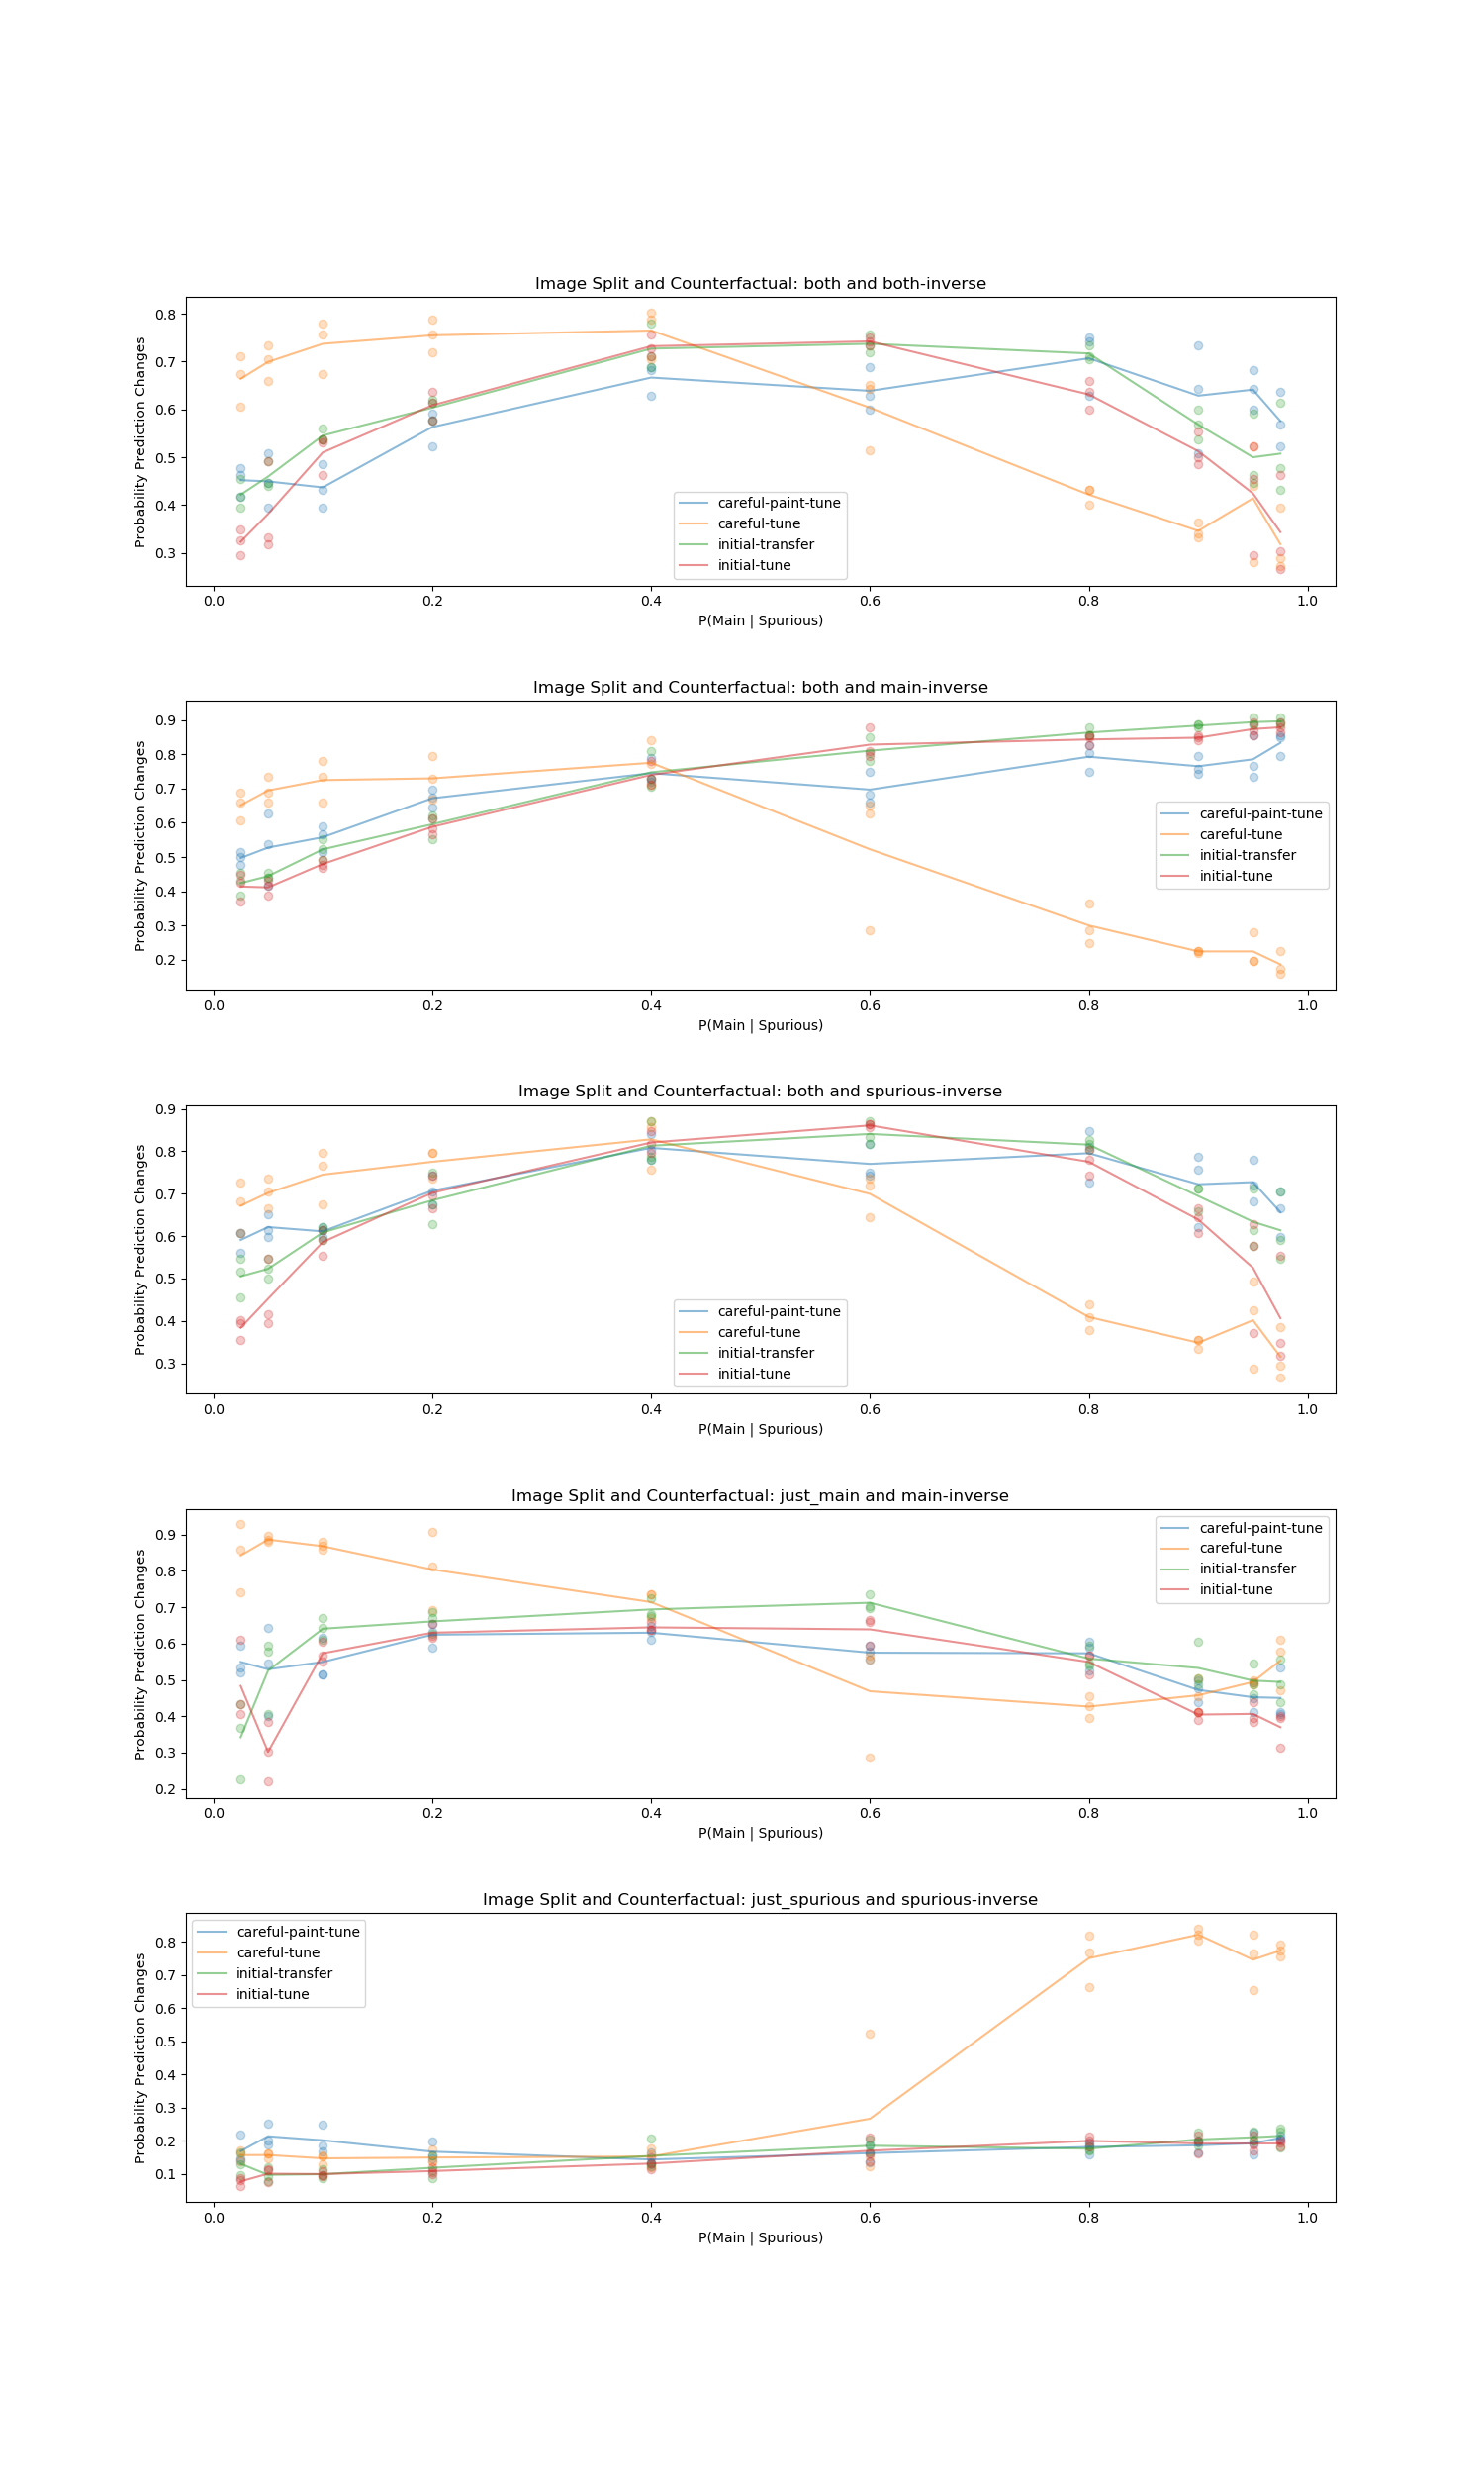 Image Split and Counterfactual: both and both-inverse
Probability Prediction Changes
0.8
0.7
0.6
0.5
0.4
0.3
careful-paint-tune
careful-tune
initial-transfer
initial-tune
0.0 0.2 0.4 0.6 0.8 1.0
P(Main | Spurious)
Image Split and Counterfactual: both and main-inverse
Probability Prediction Changes
0.9
0.8
0.7
0.6
0.5
0.4
0.3
0.2
careful-paint-tune
careful-tune
initial-transfer
initial-tune
0.0 0.2 0.4 0.6 0.8 1.0
P(Main | Spurious)
Image Split and Counterfactual: both and spurious-inverse
Probability Prediction Changes
0.9
0.8
0.7
0.6
0.5
0.4
0.3
careful-paint-tune
careful-tune
initial-transfer
initial-tune
0.0 0.2 0.4 0.6 0.8 1.0
P(Main | Spurious)
Image Split and Counterfactual: just_main and main-inverse
Probability Prediction Changes
0.9
0.8
0.7
0.6
0.5
0.4
0.3
0.2
careful-paint-tune
careful-tune
initial-transfer
initial-tune
0.0 0.2 0.4 0.6 0.8 1.0
P(Main | Spurious)
Image Split and Counterfactual: just_spurious and spurious-inverse
Probability Prediction Changes
0.8
0.7
0.6
0.5
0.4
0.3
0.2
0.1
careful-paint-tune
careful-tune
initial-transfer
initial-tune
0.0 0.2 0.4 0.6 0.8 1.0
P(Main | Spurious)